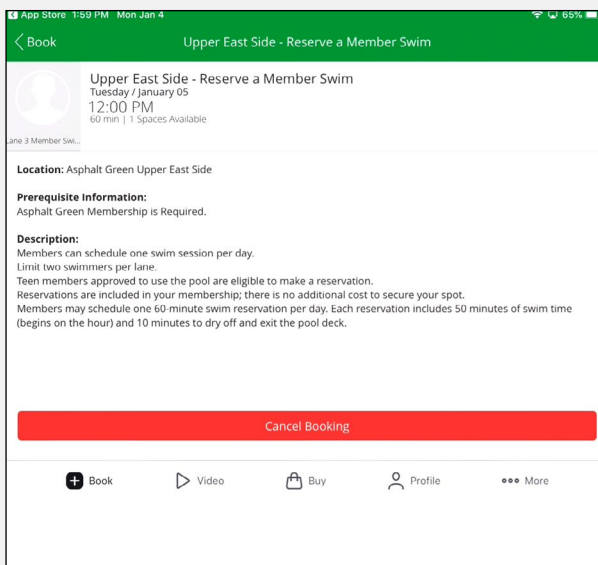 App Store 1:59 PM Mon Jan 4 65%
Book Upper East Side - Reserve a Member Swim
Upper East Side - Reserve a Member Swim
Tuesday / January 05
12:00 PM
60 min | 1 Spaces Available
ane 3 Member Swi...
Location: Asphalt Green Upper East Side
Prerequisite Information:
Asphalt Green Membership is Required.
Description:
Members can schedule one swim session per day.
Limit two swimmers per lane.
Teen members approved to use the pool are eligible to make a reservation.
Reservations are included in your membership; there is no additional cost to secure your spot.
Members may schedule one 60-minute swim reservation per day. Each reservation includes 50 minutes of swim time
(begins on the hour) and 10 minutes to dry off and exit the pool deck.
Cancel Booking
Book Video Buy Profile More